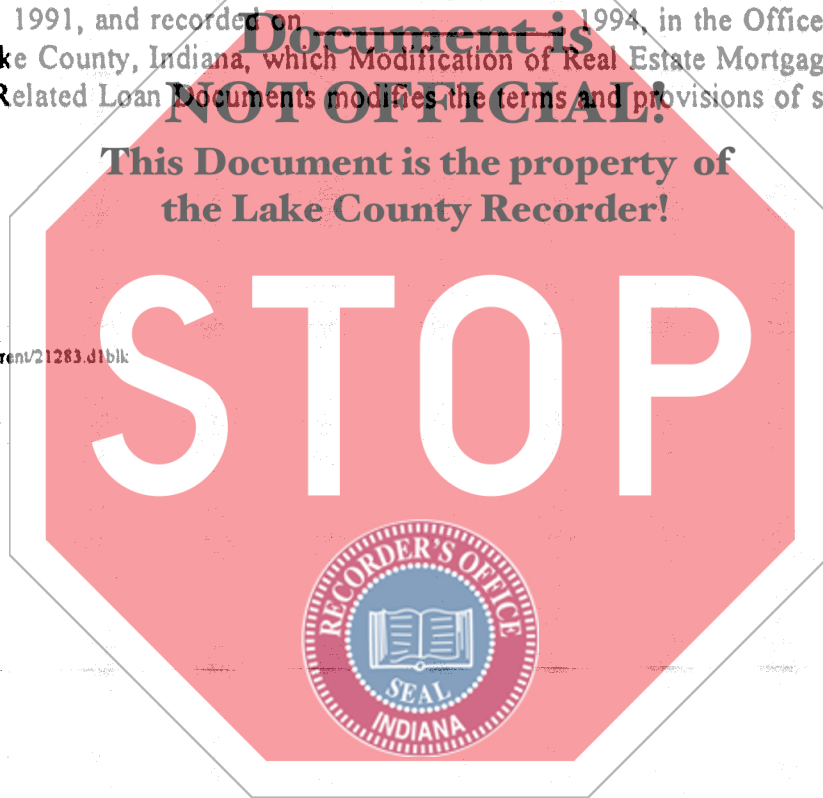 1991, and recorded on ____________ 1994, in the Office
ke County, Indiana, which Modification of Real Estate Mortgag
Related Loan Documents modifies the terms and provisions of s
Document is
NOT OFFICIAL!
This Document is the property of
the Lake County Recorder!
rent/21283.d1blk
STOP
RECORDER'S OFFICE
SEAL
INDIANA